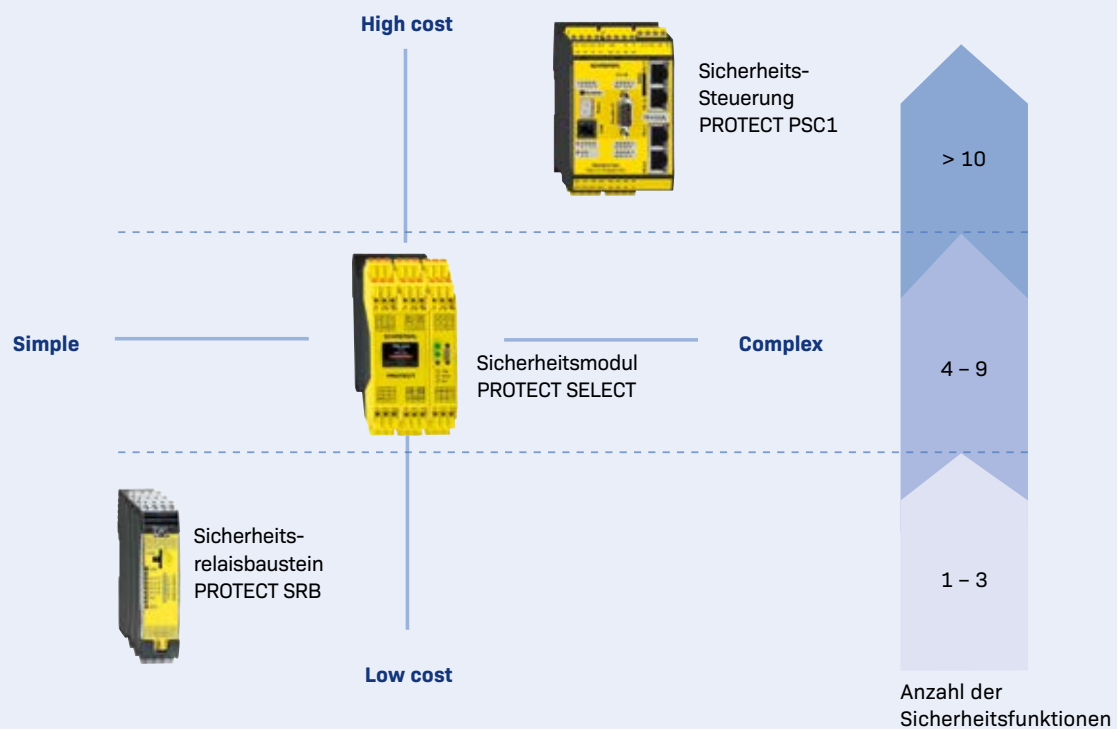 High cost
Sicherheits-
Steuerung
PROTECT PSC1
> 10
Simple
Complex
Sicherheitsmodul
PROTECT SELECT
4 – 9
Sicherheits-
relaisbaustein
PROTECT SRB
1 – 3
Low cost
Anzahl der
Sicherheitsfunktionen